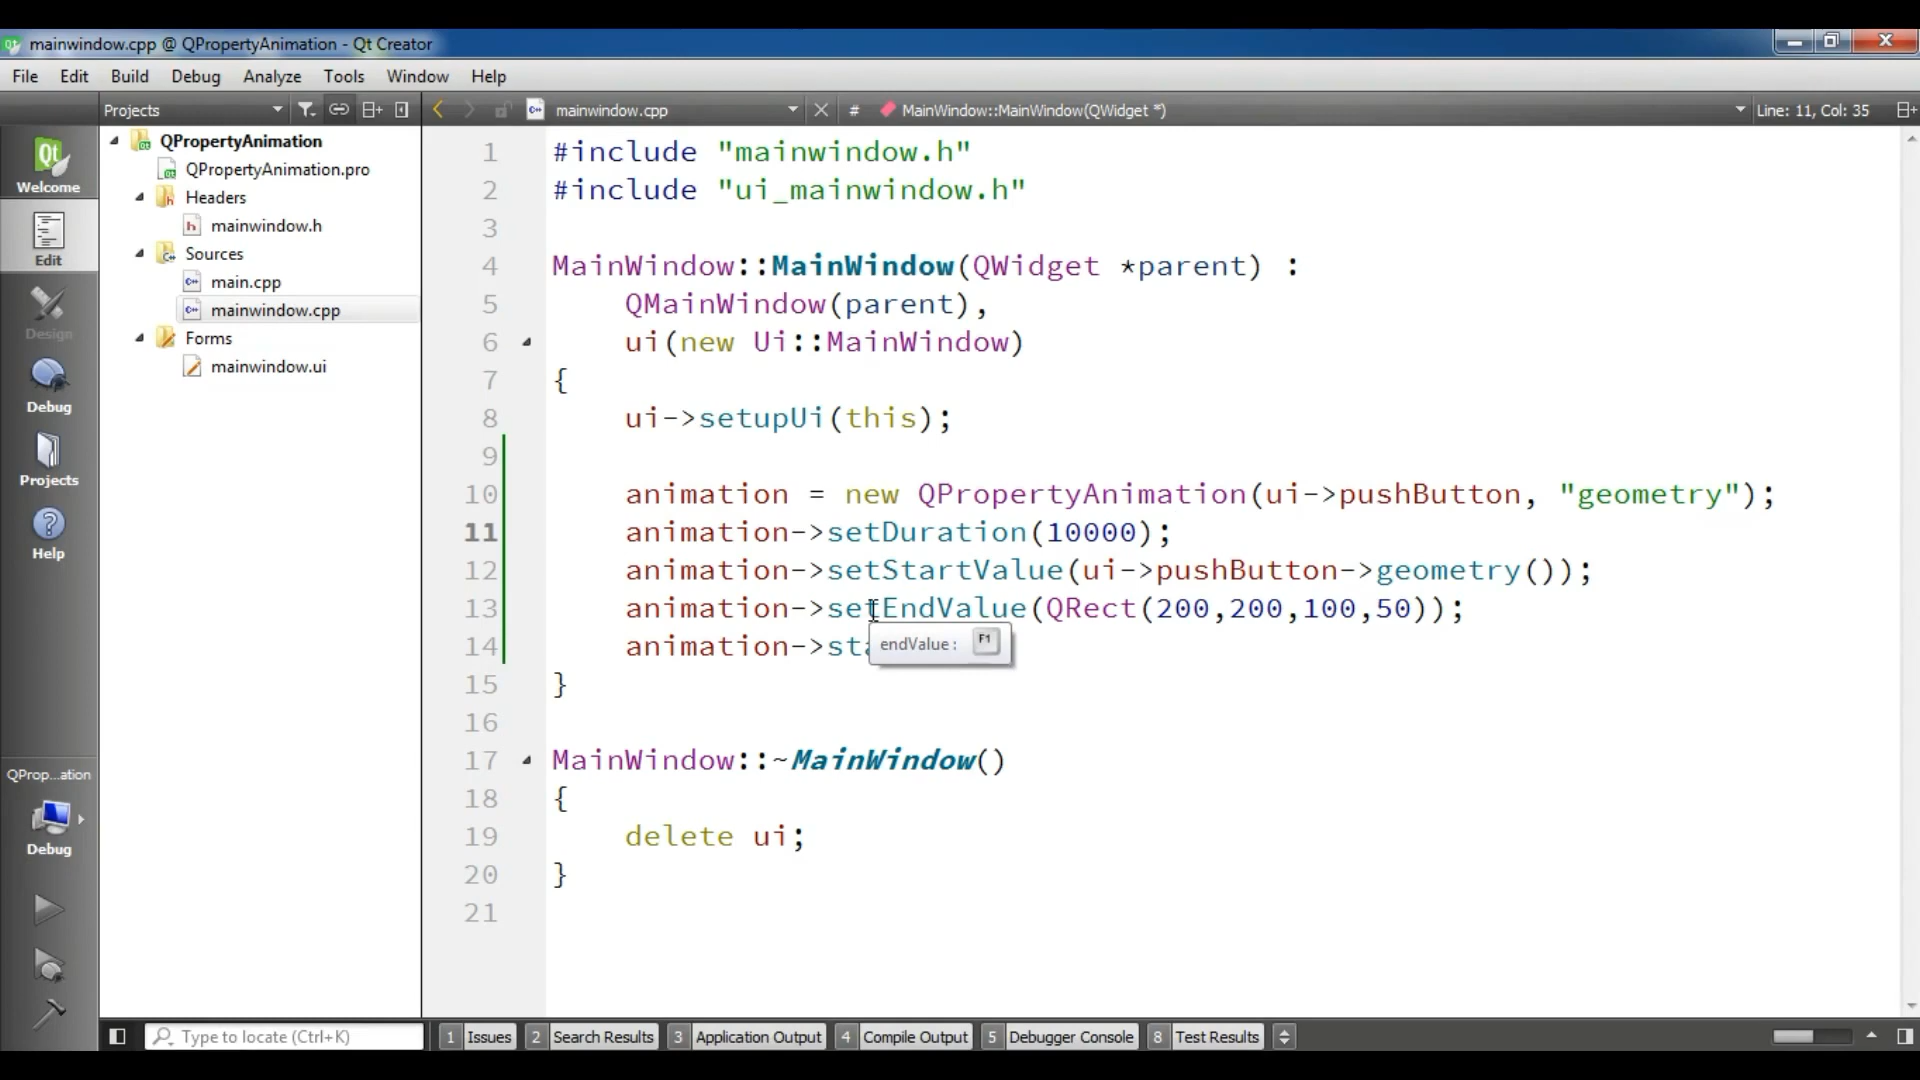 mainwindow.cpp @ QPropertyAnimation - Qt Creator
File Edit Build Debug Analyze Tools Window Help
Projects mainwindow.cpp # MainWindow::MainWindow(QWidget *) Line: 11, Col: 35
Welcome
Edit
Design
Debug
Projects
Help
QProp...ation
Debug
QPropertyAnimation
QPropertyAnimation.pro
Headers
mainwindow.h
Sources
main.cpp
mainwindow.cpp
Forms
mainwindow.ui
1 #include "mainwindow.h"
2 #include "ui_mainwindow.h"
3
4 MainWindow::MainWindow(QWidget *parent) :
5 QMainWindow(parent),
6 ui(new Ui::MainWindow)
7 {
8 ui->setupUi(this);
9
10 animation = new QPropertyAnimation(ui->pushButton, "geometry");
11 animation->setDuration(10000);
12 animation->setStartValue(ui->pushButton->geometry());
13 animation->setEndValue(QRect(200,200,100,50));
14 animation->sta
endValue: F1
15 }
16
17 MainWindow::~MainWindow()
18 {
19 delete ui;
20 }
21
Type to locate (Ctrl+K) 1 Issues 2 Search Results 3 Application Output 4 Compile Output 5 Debugger Console 8 Test Results